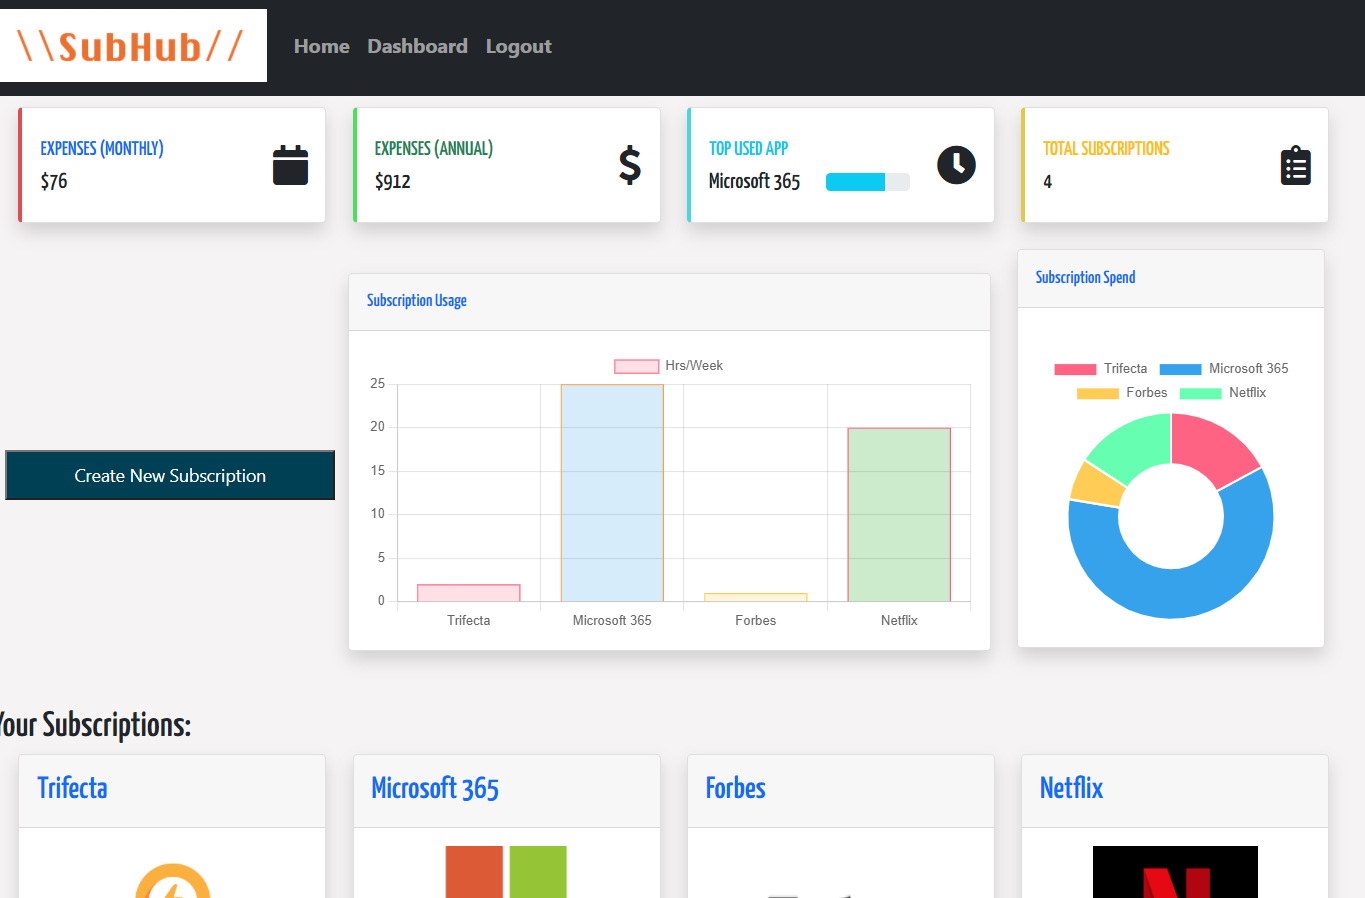 \\SubHub//
Home Dashboard Logout
EXPENSES (MONTHLY)
$76
EXPENSES (ANNUAL)
$912
$
TOP USED APP
Microsoft 365
TOTAL SUBSCRIPTIONS
4
Create New Subscription
Subscription Usage
Hrs/Week
25
20
15
10
5
0
Trifecta Microsoft 365 Forbes Netflix
Subscription Spend
Trifecta Microsoft 365
Forbes Netflix
Your Subscriptions:
Trifecta
Microsoft 365
Forbes
Netflix